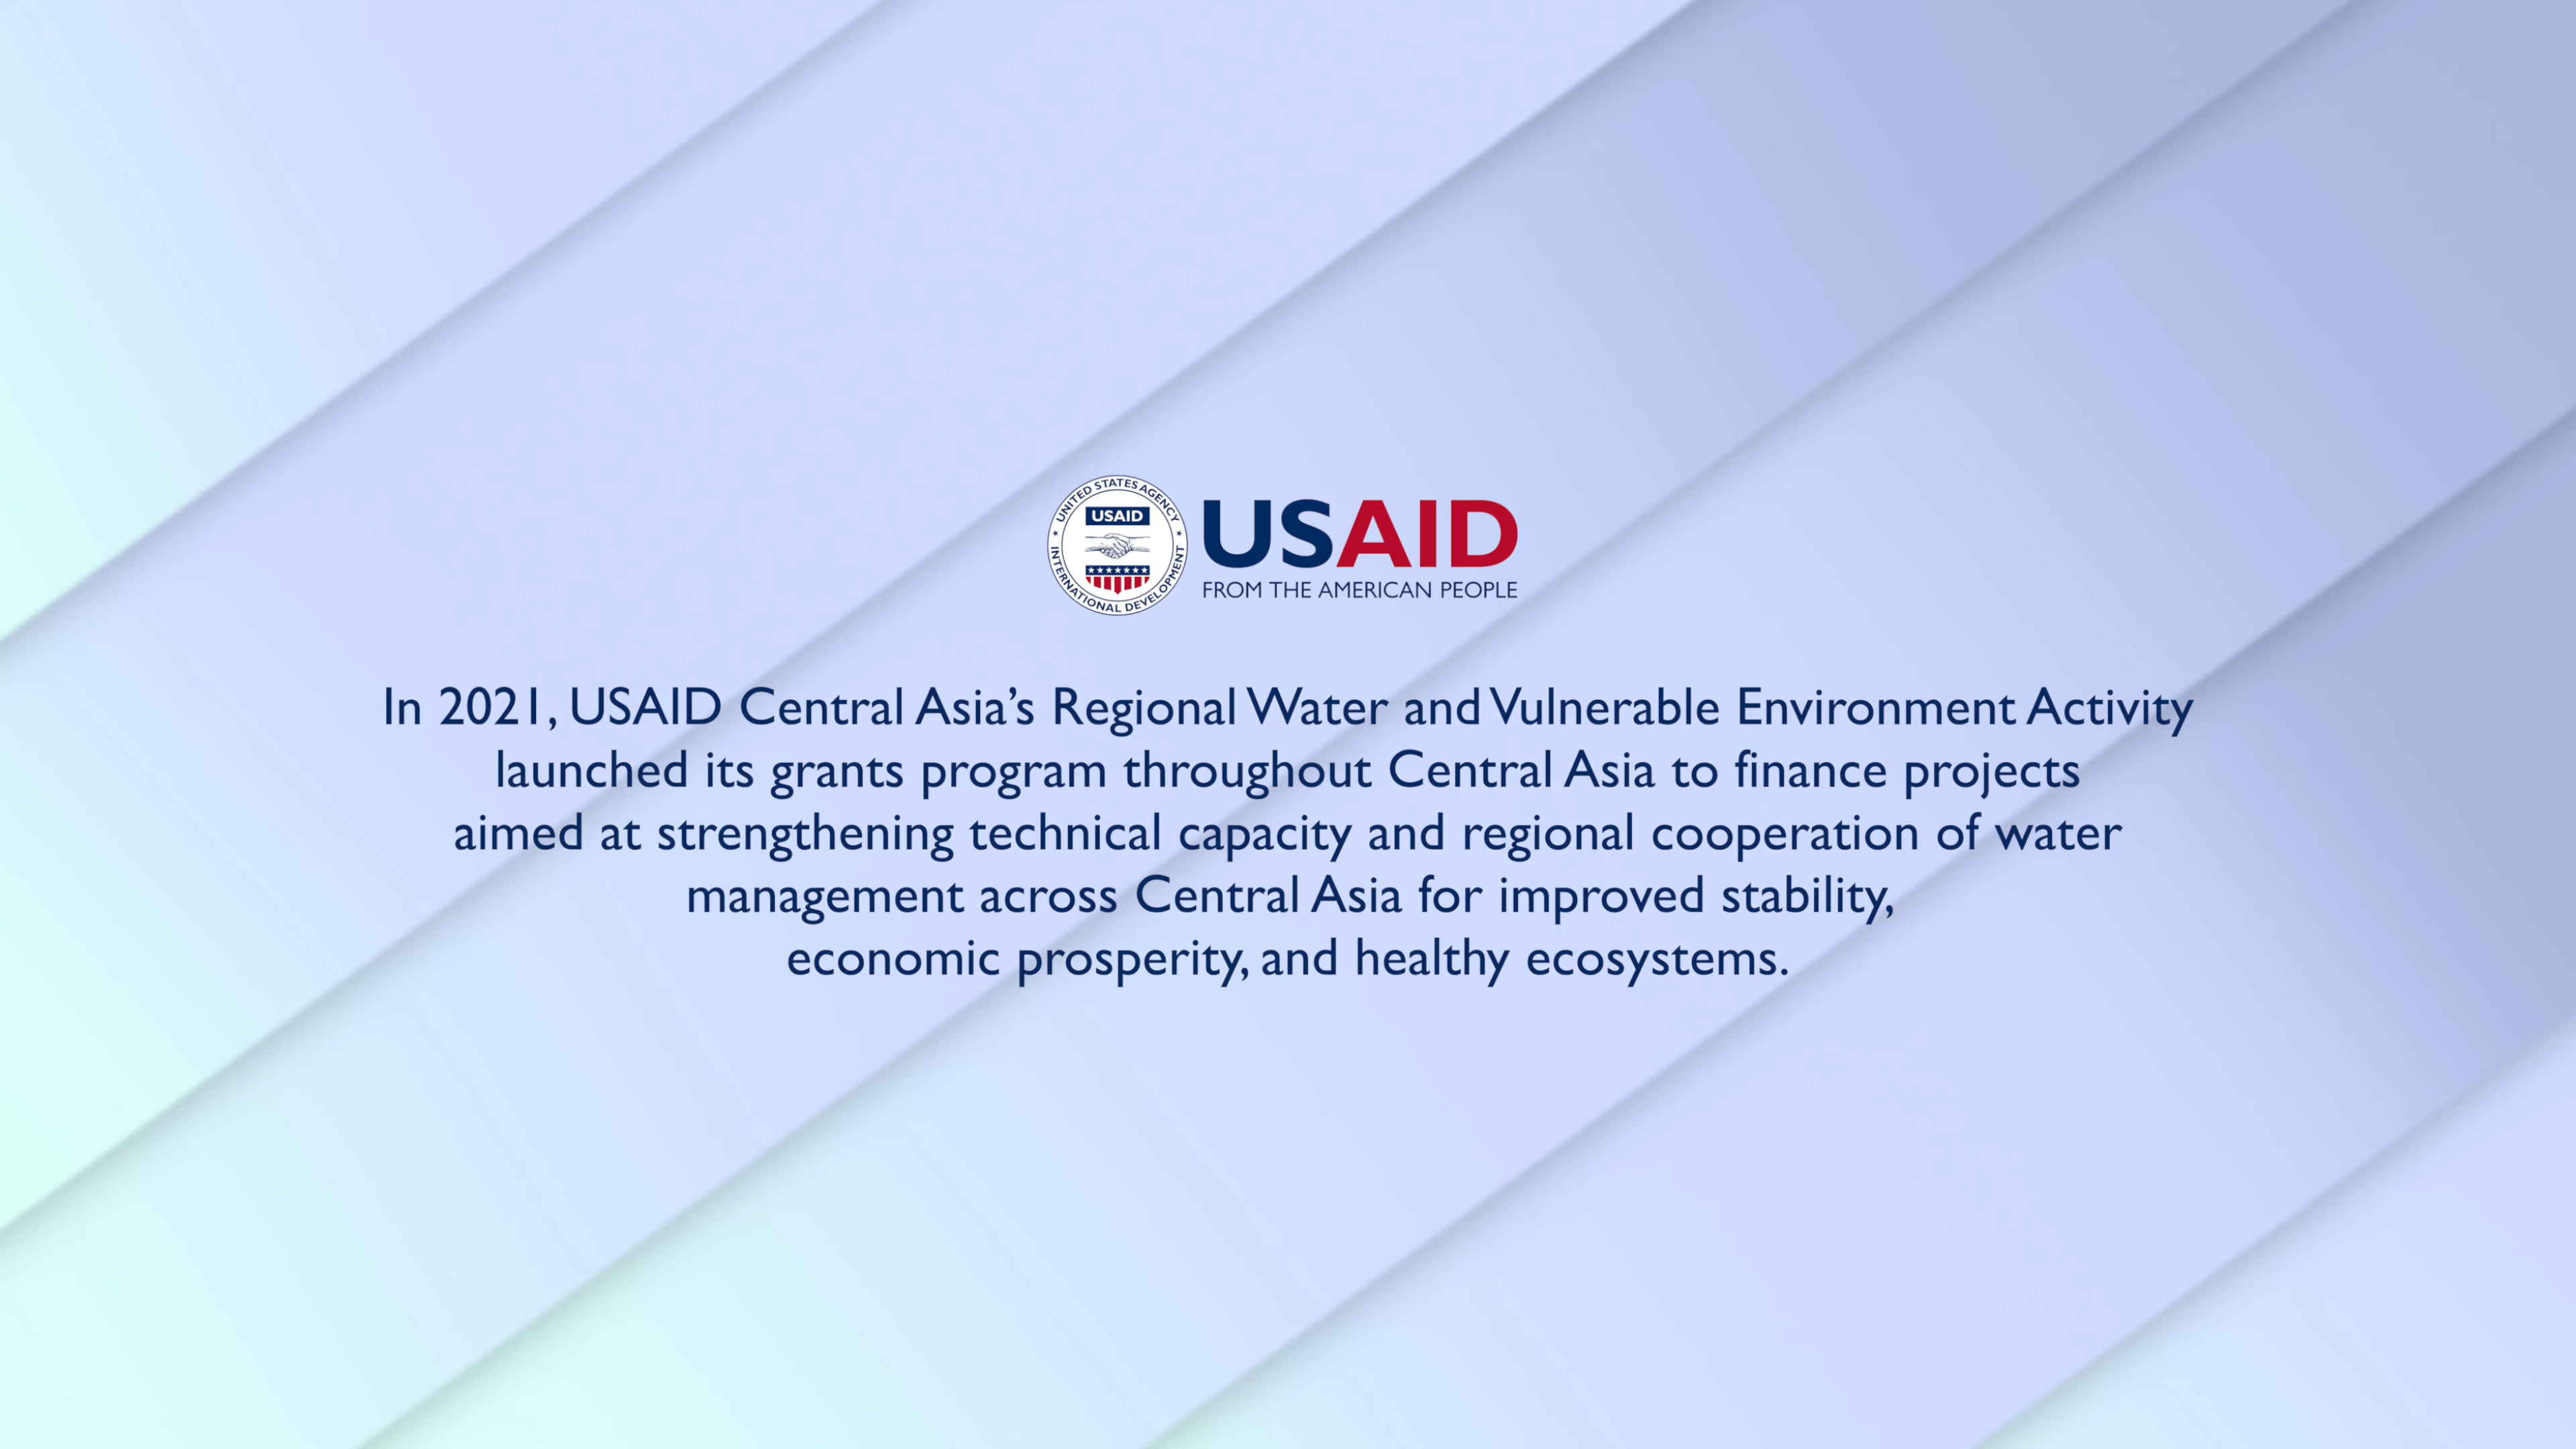 UNITED STATES AGENCY
INTERNATIONAL DEVELOPMENT
USAID
USAID
FROM THE AMERICAN PEOPLE
In 2021, USAID Central Asia’s Regional Water and Vulnerable Environment Activity
launched its grants program throughout Central Asia to finance projects
aimed at strengthening technical capacity and regional cooperation of water
management across Central Asia for improved stability,
economic prosperity, and healthy ecosystems.